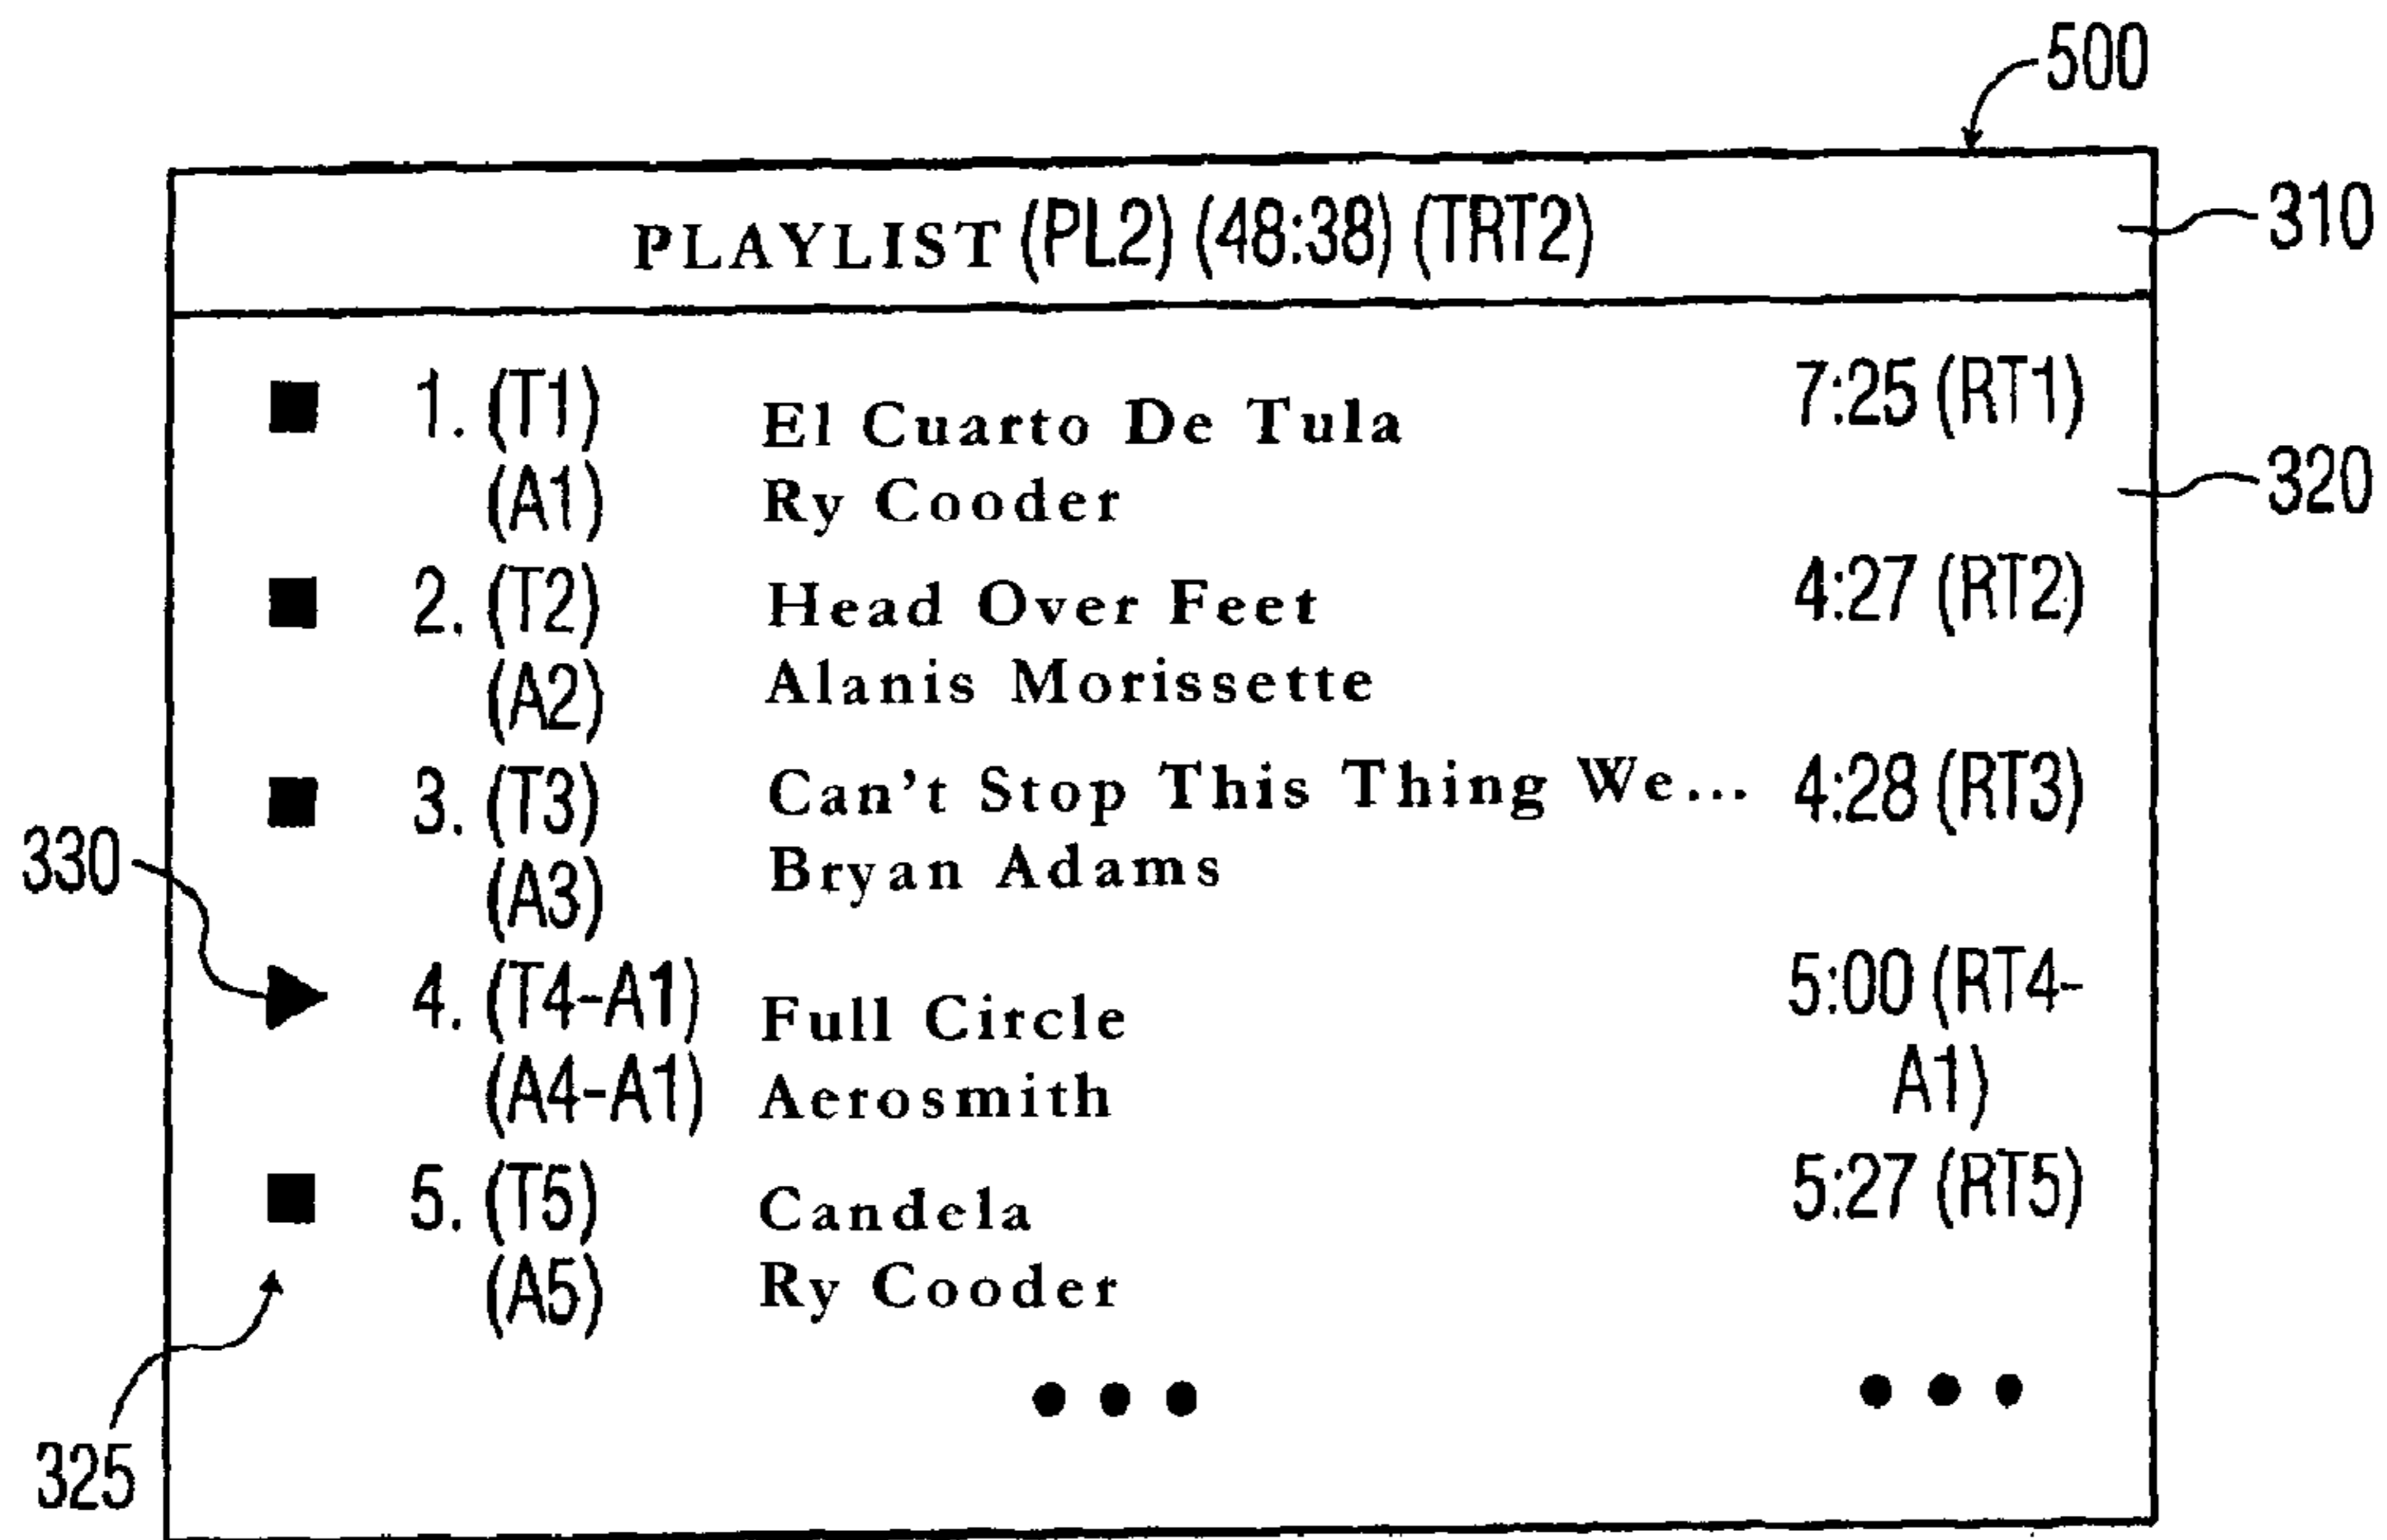 500
PLAYLIST (PL2) (48:38) (TRT2)
310
1. (T1) El Cuarto De Tula 7:25 (RT1)
(A1) Ry Cooder
320
2. (T2) Head Over Feet 4:27 (RT2)
(A2) Alanis Morissette
3. (T3) Can't Stop This Thing We... 4:28 (RT3)
330
(A3) Bryan Adams
4. (T4-A1) Full Circle 5:00 (RT4-
(A4-A1) Aerosmith A1)
5. (T5) Candela 5:27 (RT5)
(A5) Ry Cooder
• • • • • •
325